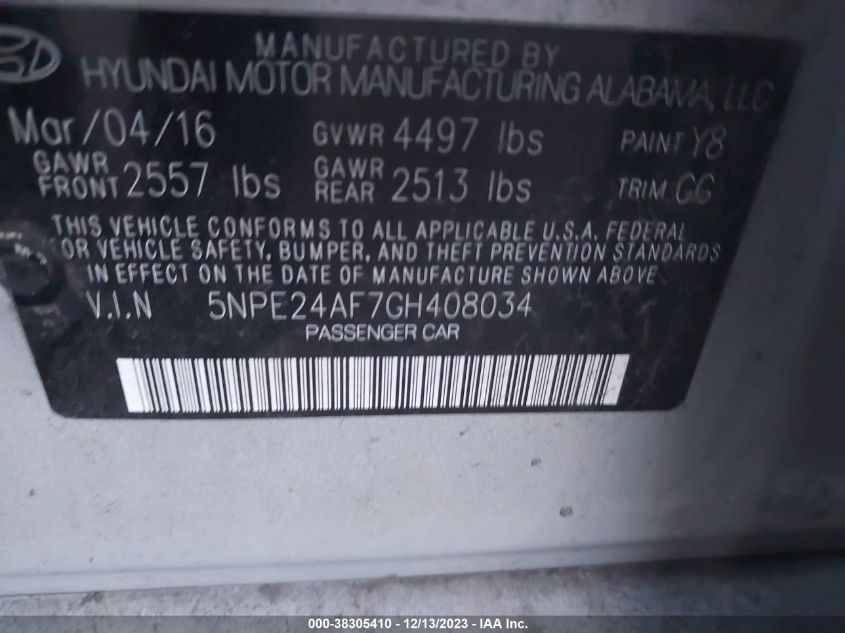 MANUFACTURED BY
HYUNDAI MOTOR MANUFACTURING ALABAMA, LLC
Mar/04/16 GVWR 4497 lbs PAINT Y8
GAWR FRONT 2557 lbs GAWR REAR 2513 lbs TRIM GG
THIS VEHICLE CONFORMS TO ALL APPLICABLE U.S.A. FEDERAL
OR VEHICLE SAFETY, BUMPER, AND THEFT PREVENTION STANDARDS
IN EFFECT ON THE DATE OF MANUFACTURE SHOWN ABOVE
V.I.N 5NPE24AF7GH408034
PASSENGER CAR
000-38305410 - 12/13/2023 - IAA Inc.